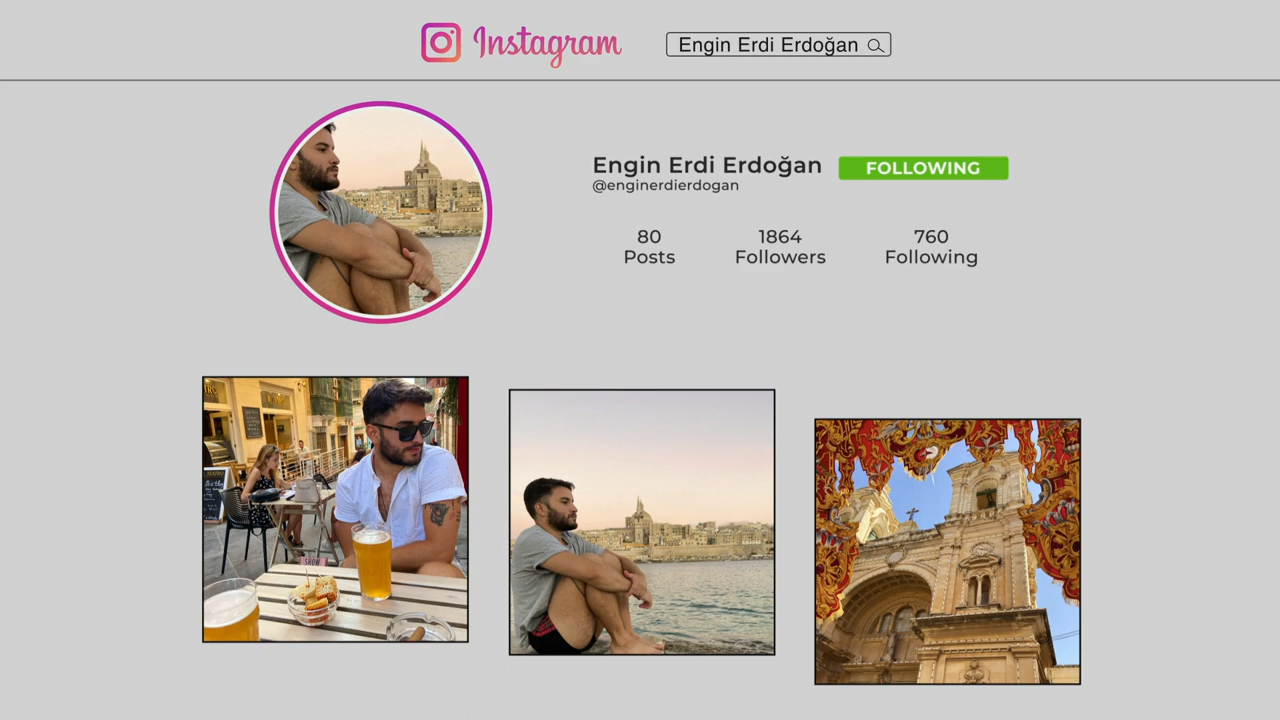 Instagram
Engin Erdi Erdoğan
Engin Erdi Erdoğan
FOLLOWING
@enginerdierdogan
80
1864
760
Posts
Followers
Following